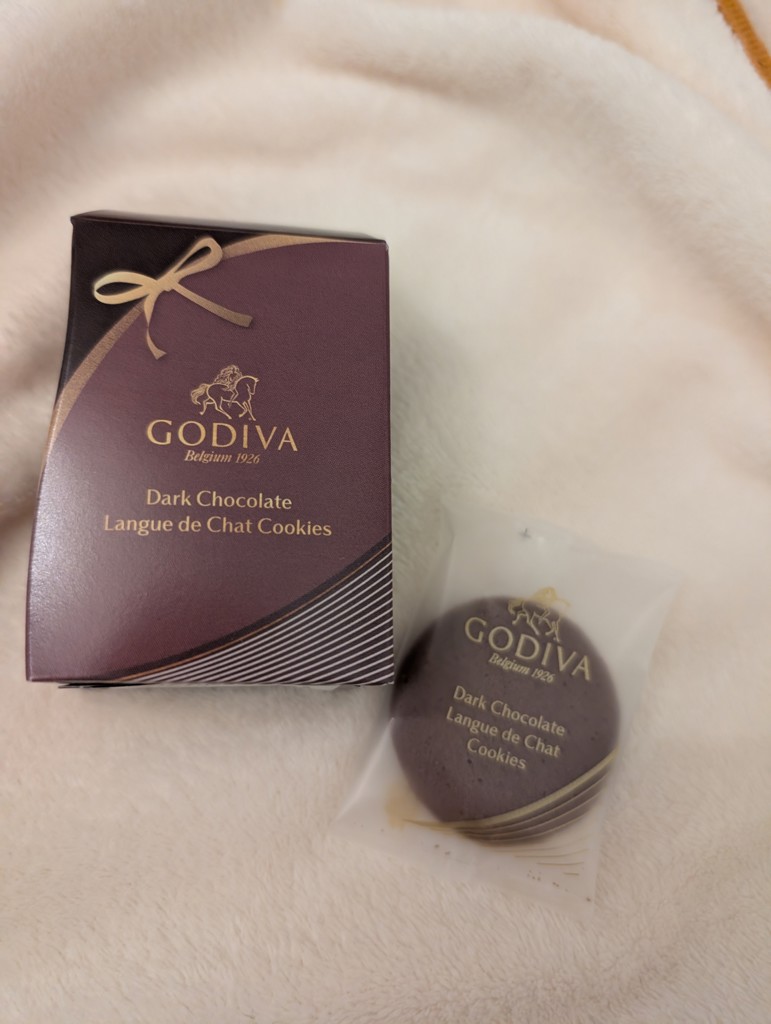 GODIVA
Belgium 1926
Dark Chocolate
Langue de Chat Cookies
GODIVA
Belgium 1926
Dark Chocolate
Langue de Chat
Cookies